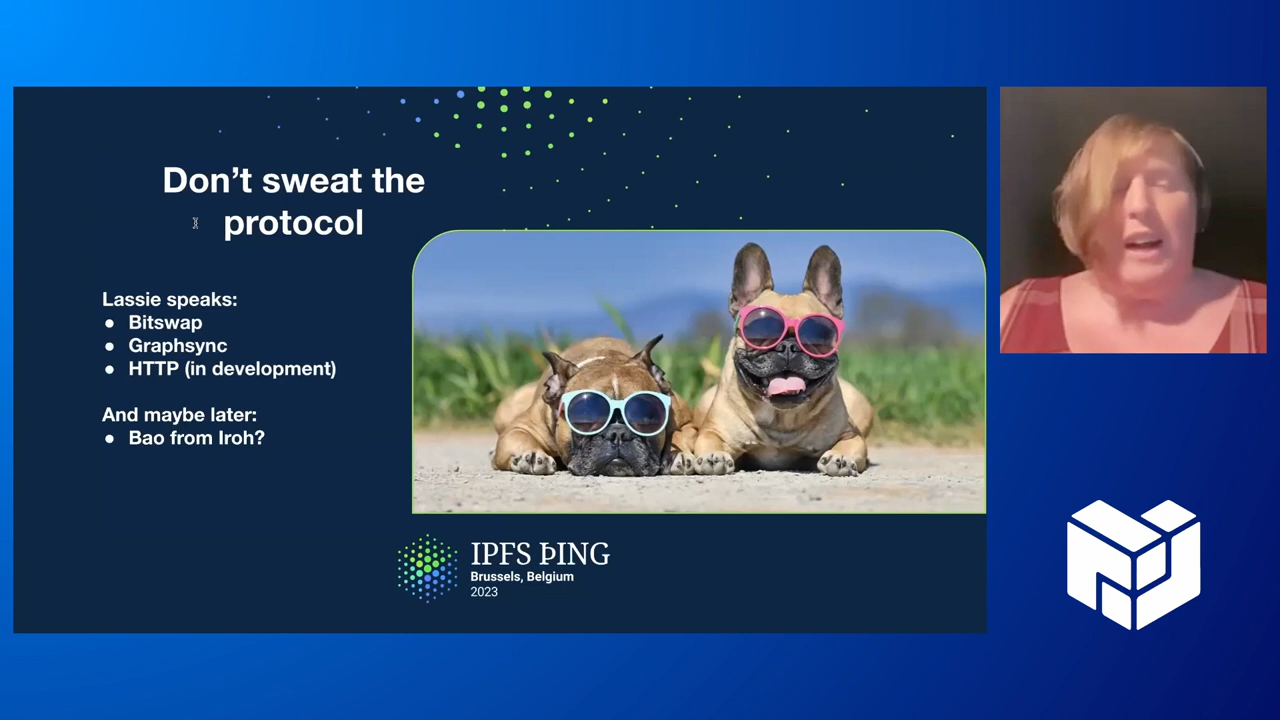 Don’t sweat the
protocol
Lassie speaks:
● Bitswap
● Graphsync
● HTTP (in development)
And maybe later:
● Bao from Iroh?
IPFS ÞING
Brussels, Belgium
2023